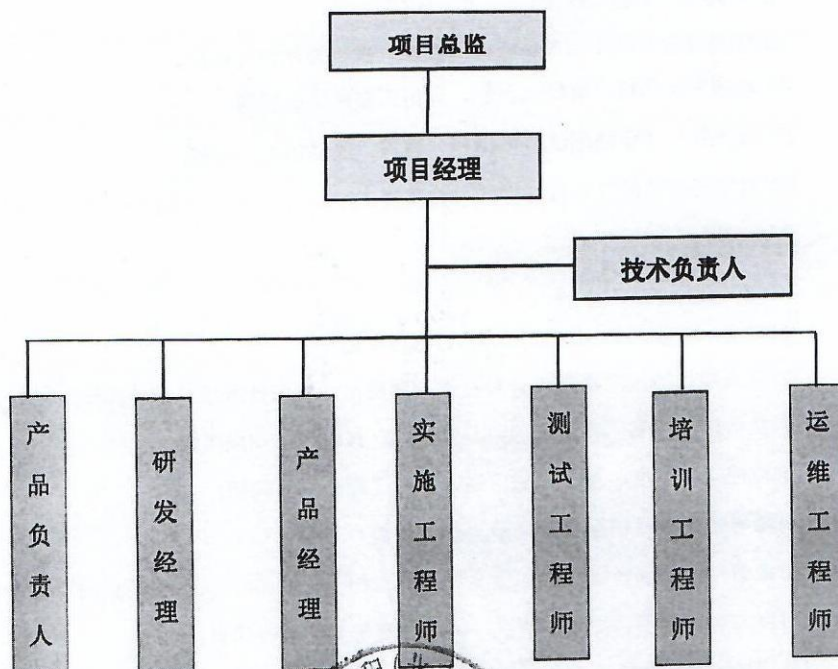 项目总监
项目经理
技术负责人
产品负责人
研发经理
产品经理
实施工程师
测试工程师
培训工程师
运维工程师